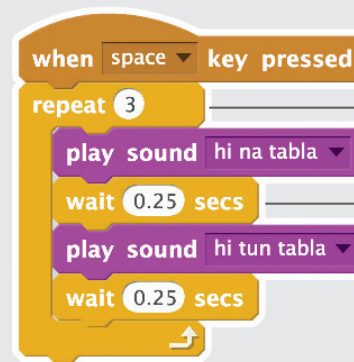 when space key pressed
repeat 3
play sound hi na tabla
wait 0.25 secs
play sound hi tun tabla
wait 0.25 secs